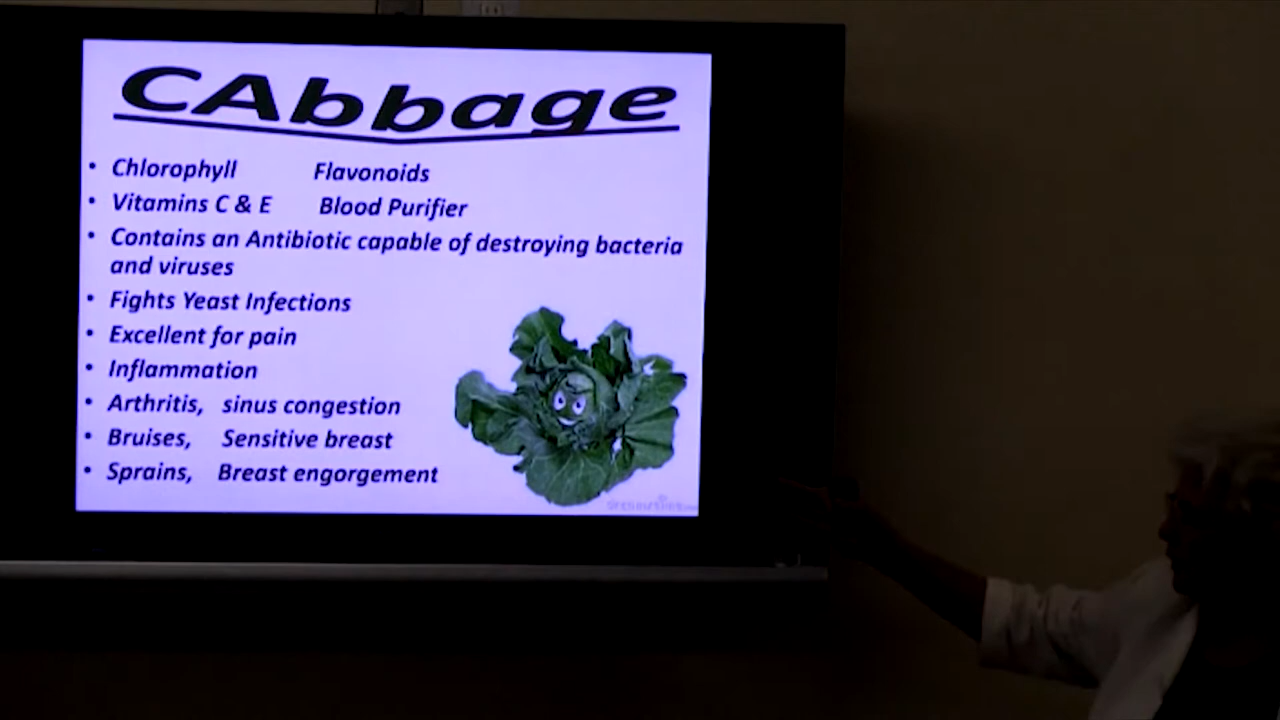 CAbbage
• Chlorophyll Flavonoids
• Vitamins C & E Blood Purifier
• Contains an Antibiotic capable of destroying bacteria
and viruses
• Fights Yeast Infections
• Excellent for pain
• Inflammation
• Arthritis, sinus congestion
• Bruises, Sensitive breast
• Sprains, Breast engorgement